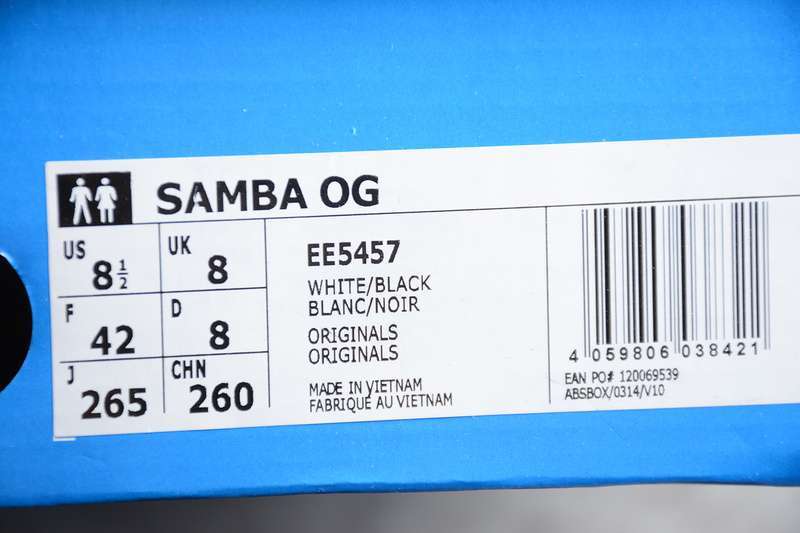 SAMBA OG
US 8½ UK 8
F 42 D 8
J 265 CHN 260
EE5457
WHITE/BLACK
BLANC/NOIR
ORIGINALS
ORIGINALS
MADE IN VIETNAM
FABRIQUÉ AU VIETNAM
4 059806 038421
EAN PO# 120069539
ABSBOX/0314/V10